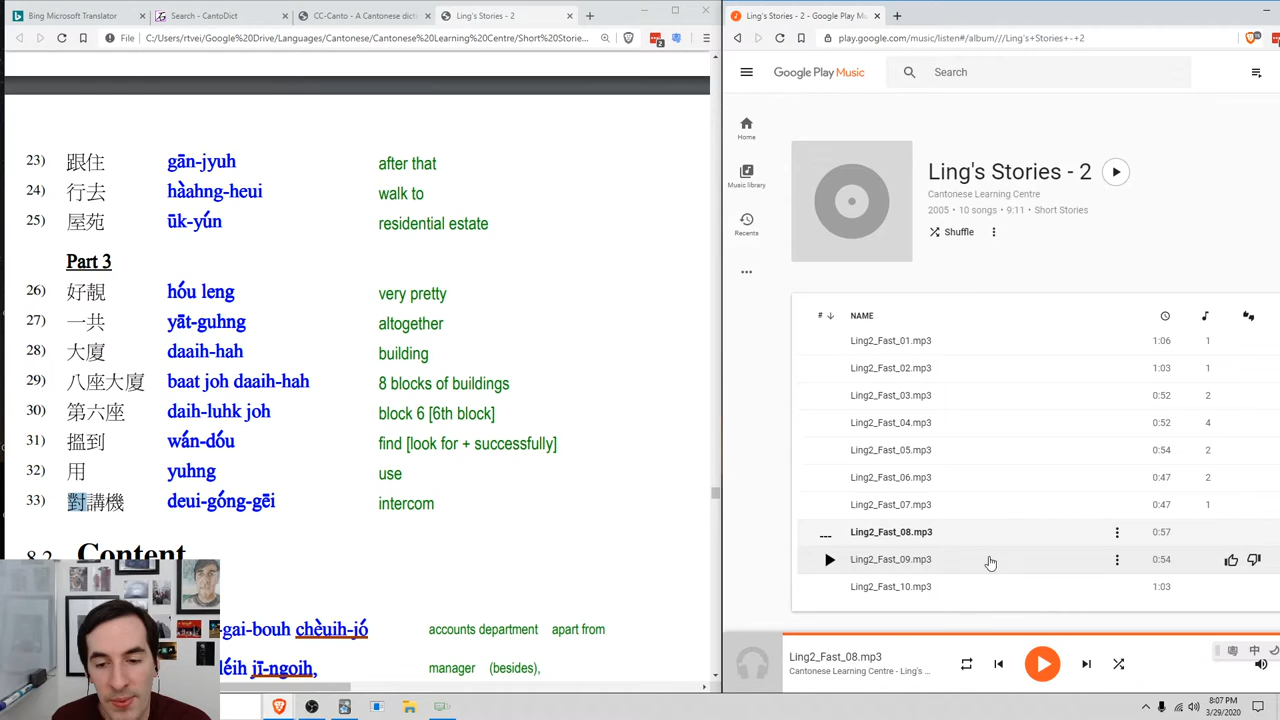 Bing Microsoft Translator
Search - CantoDict
CC-Canto - A Cantonese dicti
Ling's Stories - 2
File
C:/Users/rtvei/Google%20Drive/Languages/Cantonese/Cantonese%20Learning%20Centre/Short%20Storie...
23) 跟住 gān-jyuh after that
24) 行去 hàahng-heui walk to
25) 屋苑 ūk-yún residential estate
Part 3
26) 好靚 hóu leng very pretty
27) 一共 yāt-guhng altogether
28) 大廈 daaih-hah building
29) 八座大廈 baat joh daaih-hah 8 blocks of buildings
30) 第六座 daih-luhk joh block 6 [6th block]
31) 搵到 wán-dóu find [look for + successfully]
32) 用 yuhng use
33) 對講機 deui-góng-gēi intercom
8.2 Content
-gai-bouh chèuih-jó accounts department apart from
léih jī-ngoih, manager (besides),
Ling's Stories - 2 - Google Play Mus
play.google.com/music/listen#/album///Ling's+Stories+-+2
Google Play Music
Search
Home
Music library
Recents
Ling's Stories - 2
Cantonese Learning Centre
2005 • 10 songs • 9:11 • Short Stories
Shuffle
# NAME
Ling2_Fast_01.mp3 1:06 1
Ling2_Fast_02.mp3 1:03 1
Ling2_Fast_03.mp3 0:52 2
Ling2_Fast_04.mp3 0:52 4
Ling2_Fast_05.mp3 0:54 2
Ling2_Fast_06.mp3 0:47 2
Ling2_Fast_07.mp3 0:47 1
Ling2_Fast_08.mp3 0:57
Ling2_Fast_09.mp3 0:54
Ling2_Fast_10.mp3 1:03
Ling2_Fast_08.mp3
Cantonese Learning Centre - Ling's ...
中
8:07 PM
3/29/2020